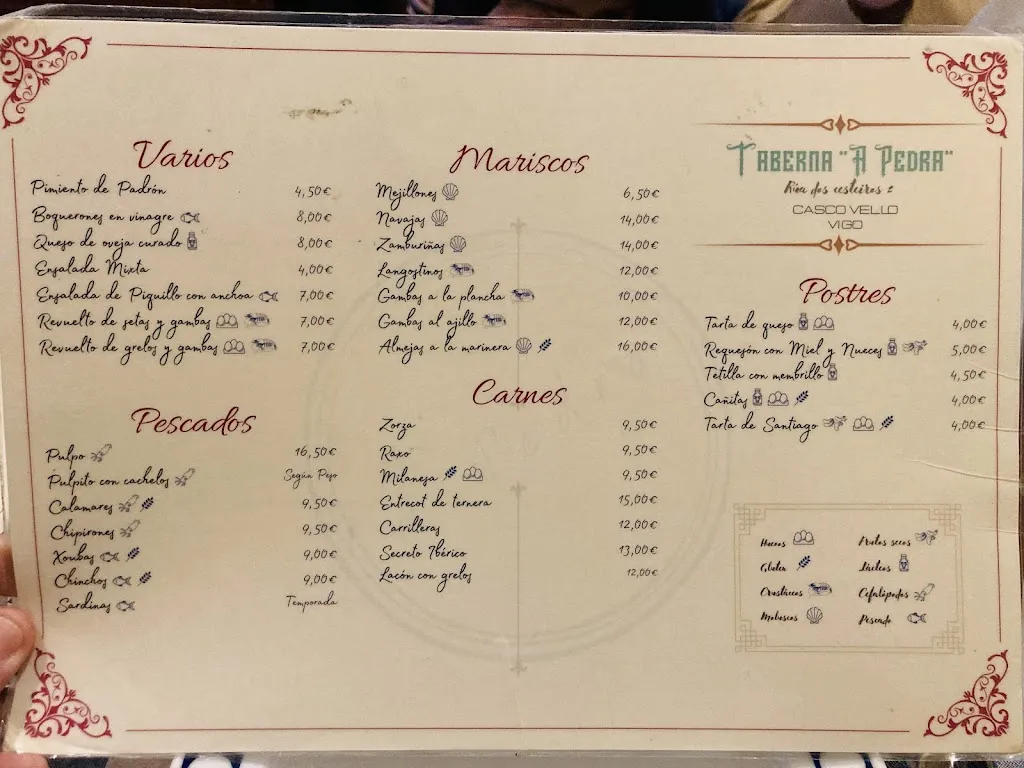 Varios
Pimiento de Padrón 4,50€
Boquerones en vinagre 8,00€
Queso de oveja curado 8,00€
Ensalada Mixta 4,00€
Ensalada de Piquillo con anchoa 7,00€
Revuelto de setas y gambas 7,00€
Revuelto de grelos y gambas 7,00€
Pescados
Pulpo 16,50€
Pulpito con cachelos Según Peso
Calamares 9,50€
Chipirones 9,50€
Xoubas 9,00€
Chinchos 9,00€
Sardinas Temporada
Mariscos
Mejillones 6,50€
Navajas 14,00€
Zamburiñas 14,00€
Langostinos 12,00€
Gambas a la plancha 10,00€
Gambas al ajillo 12,00€
Almejas a la marinera 16,00€
Carnes
Zorza 9,50€
Raxo 9,50€
Milanesa 9,50€
Entrecot de ternera 15,00€
Carrilleras 12,00€
Secreto Ibérico 13,00€
Lacón con grelos 12,00€
Taberna "A Pedra"
Rúa dos cesteiros 2
CASCO VELLO
VIGO
Postres
Tarta de queso 4,00€
Requesón con Miel y Nueces 5,00€
Tetilla con membrillo 4,50€
Cañitas 4,00€
Tarta de Santiago 4,00€
Huevos Frutos secos
Gluten Lácteos
Crustáceos Cefalópodos
Moluscos Pescado